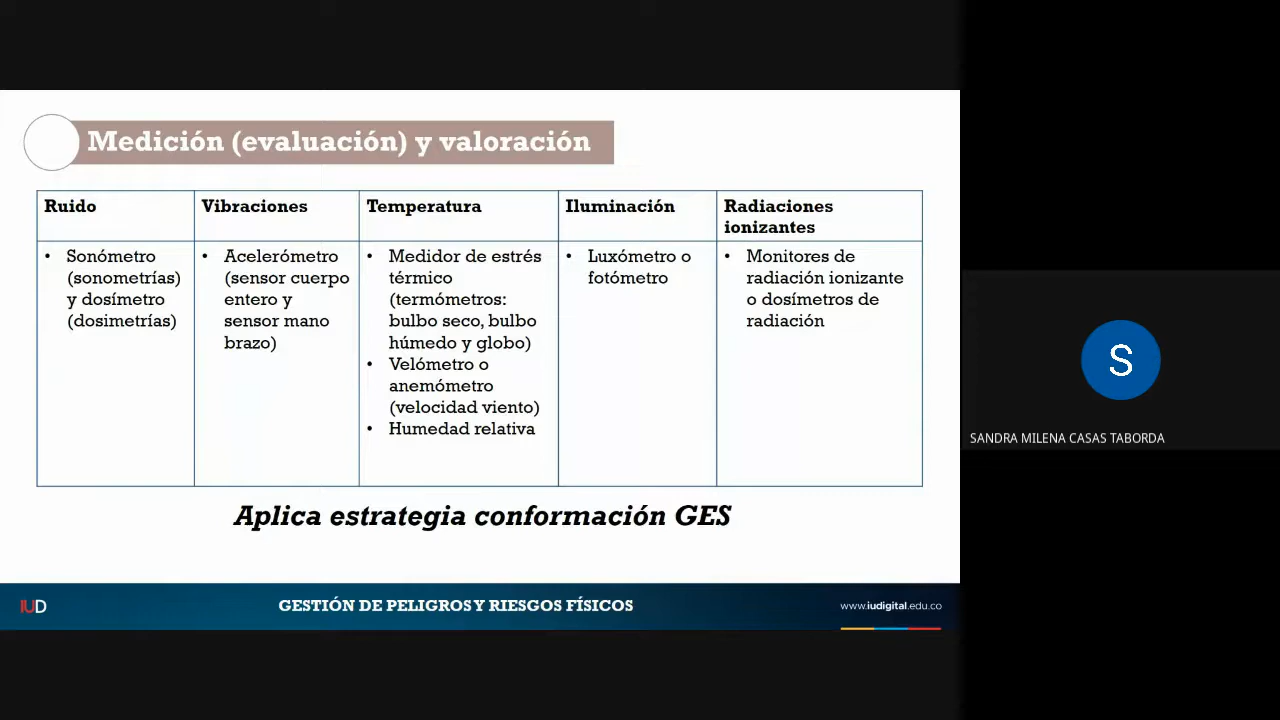 Medición (evaluación) y valoración
Ruido
Vibraciones
Temperatura
Iluminación
Radiaciones
ionizantes
• Sonómetro
(sonometrías)
y dosímetro
(dosimetrías)
• Acelerómetro
(sensor cuerpo
entero y
sensor mano
brazo)
• Medidor de estrés
térmico
(termómetros:
bulbo seco, bulbo
húmedo y globo)
• Velómetro o
anemómetro
(velocidad viento)
• Humedad relativa
• Luxómetro o
fotómetro
• Monitores de
radiación ionizante
o dosímetros de
radiación
Aplica estrategia conformación GES
IUD
GESTIÓN DE PELIGROS Y RIESGOS FÍSICOS
www.iudigital.edu.co
S
SANDRA MILENA CASAS TABORDA